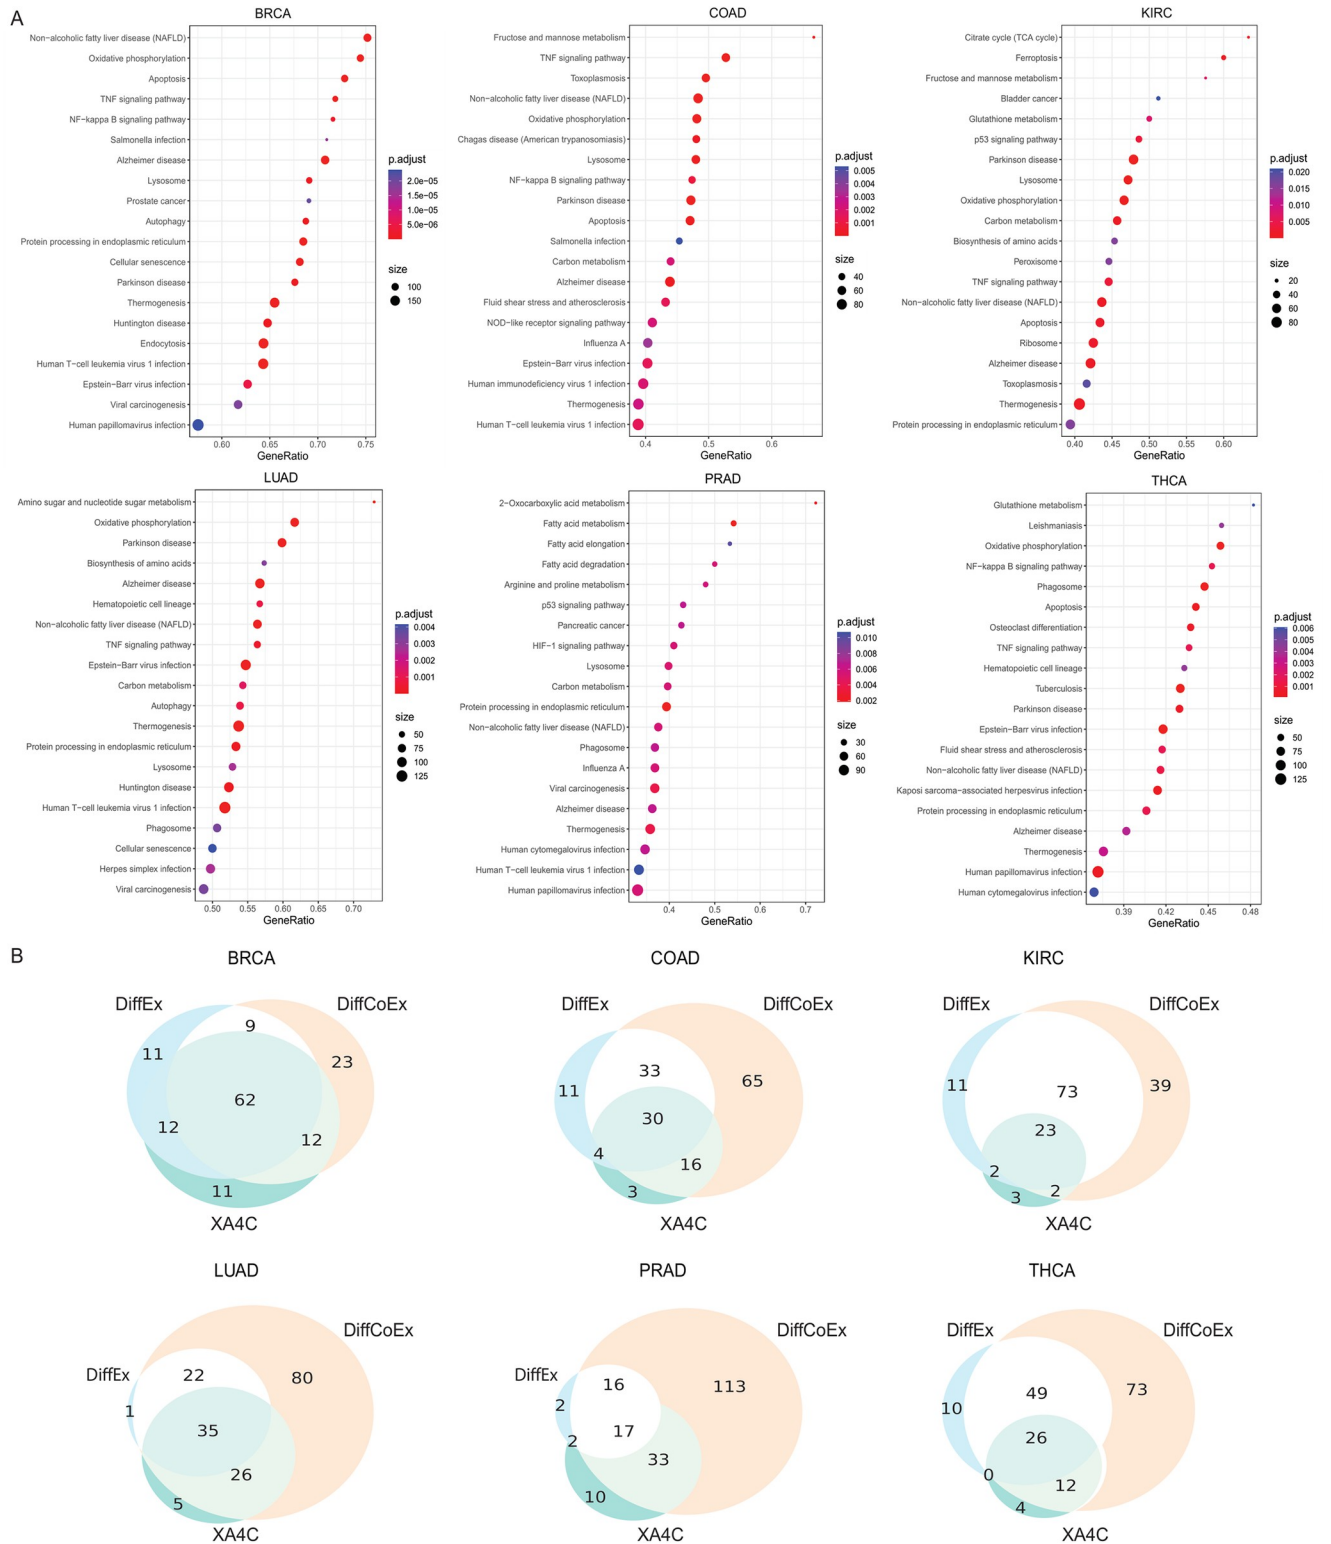 A
BRCA
Non-alcoholic fatty liver disease (NAFLD)
Oxidative phosphorylation
Apoptosis
TNF signaling pathway
NF-kappa B signaling pathway
Salmonella infection
Alzheimer disease
Lysosome
Prostate cancer
Autophagy
Protein processing in endoplasmic reticulum
Cellular senescence
Parkinson disease
Thermogenesis
Huntington disease
Endocytosis
Human T-cell leukemia virus 1 infection
Epstein-Barr virus infection
Viral carcinogenesis
Human papillomavirus infection
0.60 0.65 0.70 0.75
GeneRatio
p.adjust
2.0e-05
1.5e-05
1.0e-05
5.0e-06
size
100
150
COAD
Fructose and mannose metabolism
TNF signaling pathway
Toxoplasmosis
Non-alcoholic fatty liver disease (NAFLD)
Oxidative phosphorylation
Chagas disease (American trypanosomiasis)
Lysosome
NF-kappa B signaling pathway
Parkinson disease
Apoptosis
Salmonella infection
Carbon metabolism
Alzheimer disease
Fluid shear stress and atherosclerosis
NOD-like receptor signaling pathway
Influenza A
Epstein-Barr virus infection
Human immunodeficiency virus 1 infection
Thermogenesis
Human T-cell leukemia virus 1 infection
0.4 0.5 0.6
GeneRatio
p.adjust
0.005
0.004
0.003
0.002
0.001
size
40
60
80
KIRC
Citrate cycle (TCA cycle)
Ferroptosis
Fructose and mannose metabolism
Bladder cancer
Glutathione metabolism
p53 signaling pathway
Parkinson disease
Lysosome
Oxidative phosphorylation
Carbon metabolism
Biosynthesis of amino acids
Peroxisome
TNF signaling pathway
Non-alcoholic fatty liver disease (NAFLD)
Apoptosis
Ribosome
Alzheimer disease
Toxoplasmosis
Thermogenesis
Protein processing in endoplasmic reticulum
0.40 0.45 0.50 0.55 0.60
GeneRatio
p.adjust
0.020
0.015
0.010
0.005
size
20
40
60
80
LUAD
Amino sugar and nucleotide sugar metabolism
Oxidative phosphorylation
Parkinson disease
Biosynthesis of amino acids
Alzheimer disease
Hematopoietic cell lineage
Non-alcoholic fatty liver disease (NAFLD)
TNF signaling pathway
Epstein-Barr virus infection
Carbon metabolism
Autophagy
Thermogenesis
Protein processing in endoplasmic reticulum
Lysosome
Huntington disease
Human T-cell leukemia virus 1 infection
Phagosome
Cellular senescence
Herpes simplex infection
Viral carcinogenesis
0.50 0.55 0.60 0.65 0.70
GeneRatio
p.adjust
0.004
0.003
0.002
0.001
size
50
75
100
125
PRAD
2-Oxocarboxylic acid metabolism
Fatty acid metabolism
Fatty acid elongation
Fatty acid degradation
Arginine and proline metabolism
p53 signaling pathway
Pancreatic cancer
HIF-1 signaling pathway
Lysosome
Carbon metabolism
Protein processing in endoplasmic reticulum
Non-alcoholic fatty liver disease (NAFLD)
Phagosome
Influenza A
Viral carcinogenesis
Alzheimer disease
Thermogenesis
Human cytomegalovirus infection
Human T-cell leukemia virus 1 infection
Human papillomavirus infection
0.4 0.5 0.6 0.7
GeneRatio
p.adjust
0.010
0.008
0.006
0.004
0.002
size
30
60
90
THCA
Glutathione metabolism
Leishmaniasis
Oxidative phosphorylation
NF-kappa B signaling pathway
Phagosome
Apoptosis
Osteoclast differentiation
TNF signaling pathway
Hematopoietic cell lineage
Tuberculosis
Parkinson disease
Epstein-Barr virus infection
Fluid shear stress and atherosclerosis
Non-alcoholic fatty liver disease (NAFLD)
Kaposi sarcoma-associated herpesvirus infection
Protein processing in endoplasmic reticulum
Alzheimer disease
Thermogenesis
Human papillomavirus infection
Human cytomegalovirus infection
0.39 0.42 0.45 0.48
GeneRatio
p.adjust
0.006
0.005
0.004
0.003
0.002
0.001
size
50
75
100
125
B
BRCA
DiffEx
DiffCoEx
9
11
23
62
12
12
11
XA4C
COAD
DiffEx
DiffCoEx
33
11
65
30
4
16
3
XA4C
KIRC
DiffEx
DiffCoEx
11
73
39
23
2
3
2
XA4C
LUAD
DiffCoEx
DiffEx
22
80
1
35
26
5
XA4C
PRAD
DiffCoEx
DiffEx
16
113
2
17
2
33
10
XA4C
THCA
DiffEx
DiffCoEx
49
73
10
26
0
12
4
XA4C